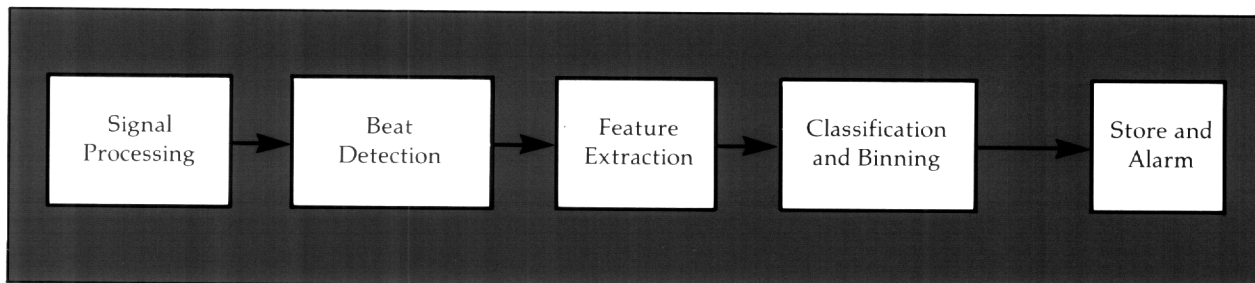 Signal
Processing
Beat
Detection
Feature
Extraction
Classification
and Binning
Store and
Alarm